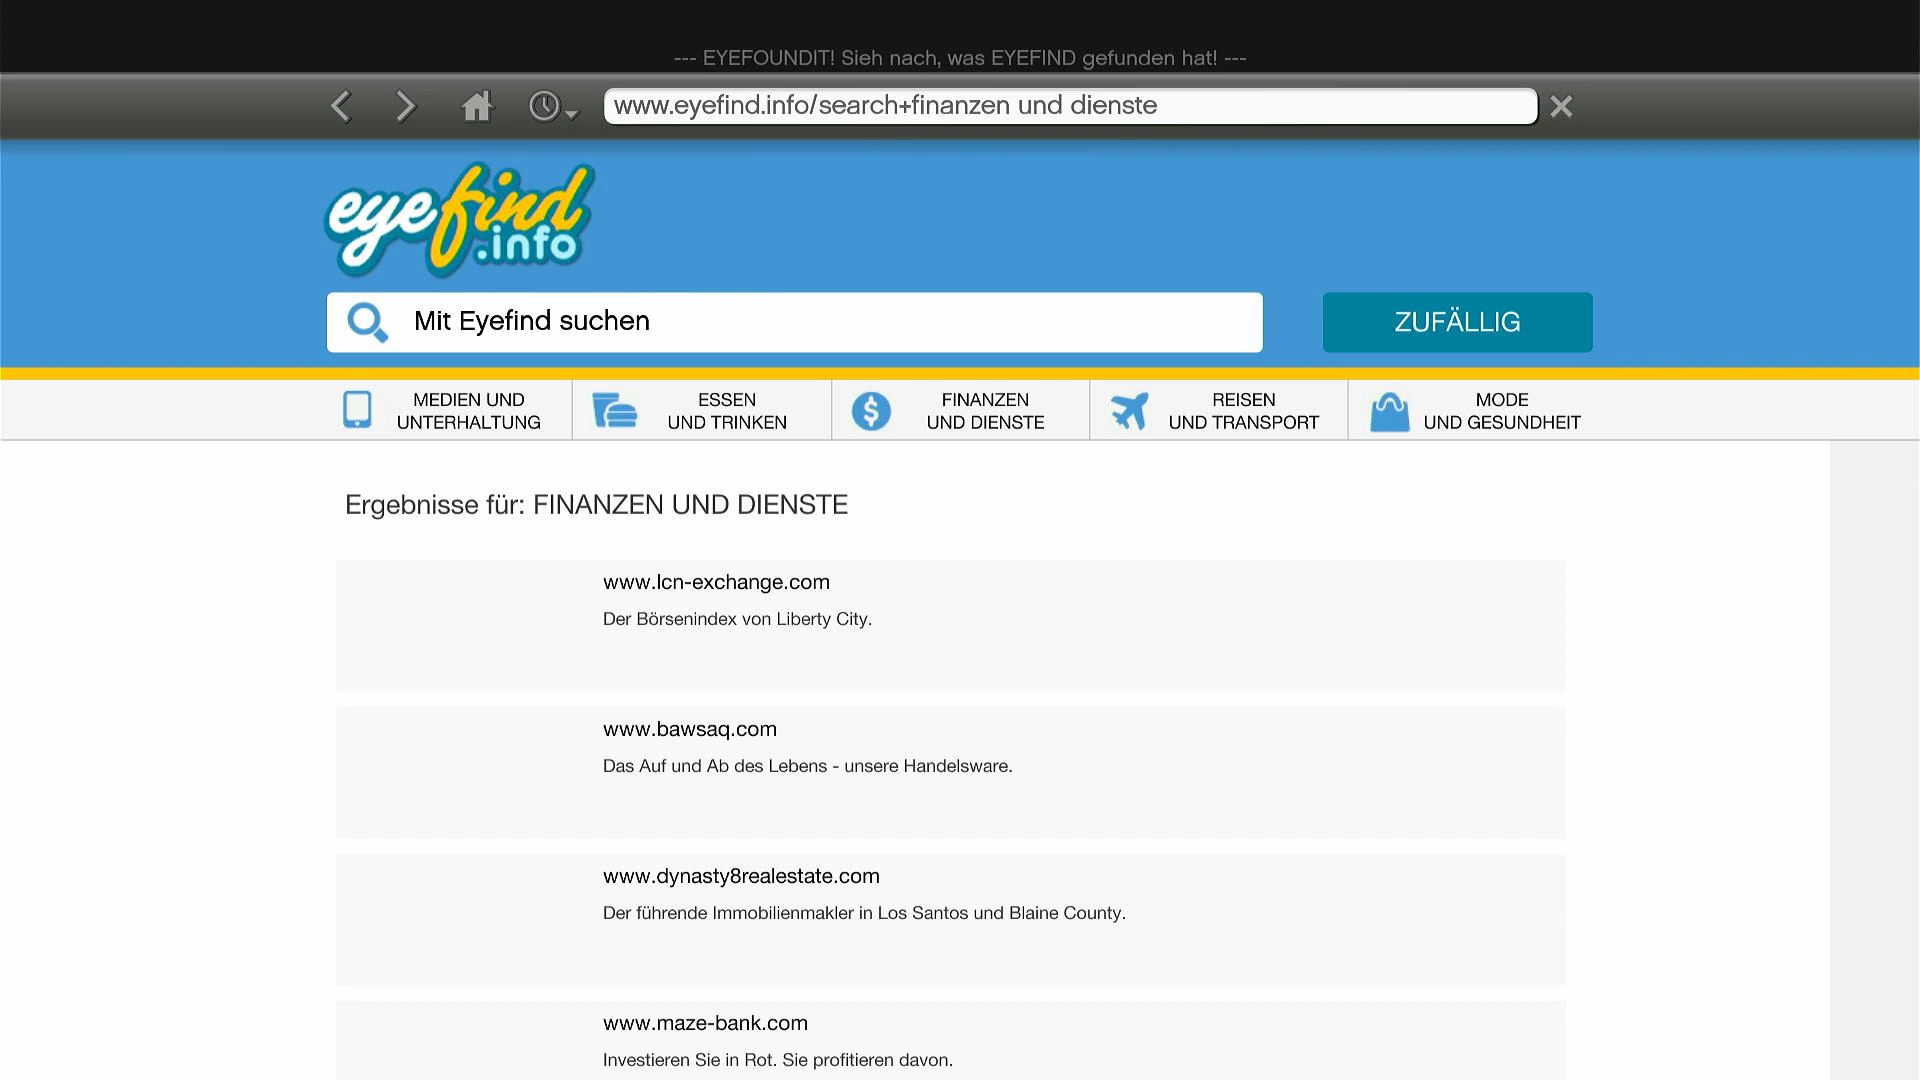 --- EYEFOUNDIT! Sieh nach, was EYEFIND gefunden hat! ---
www.eyefind.info/search+finanzen und dienste
eyefind
.info
Mit Eyefind suchen
ZUFÄLLIG
MEDIEN UND
UNTERHALTUNG
ESSEN
UND TRINKEN
FINANZEN
UND DIENSTE
REISEN
UND TRANSPORT
MODE
UND GESUNDHEIT
Ergebnisse für: FINANZEN UND DIENSTE
www.lcn-exchange.com
Der Börsenindex von Liberty City.
www.bawsaq.com
Das Auf und Ab des Lebens - unsere Handelsware.
www.dynasty8realestate.com
Der führende Immobilienmakler in Los Santos und Blaine County.
www.maze-bank.com
Investieren Sie in Rot. Sie profitieren davon.